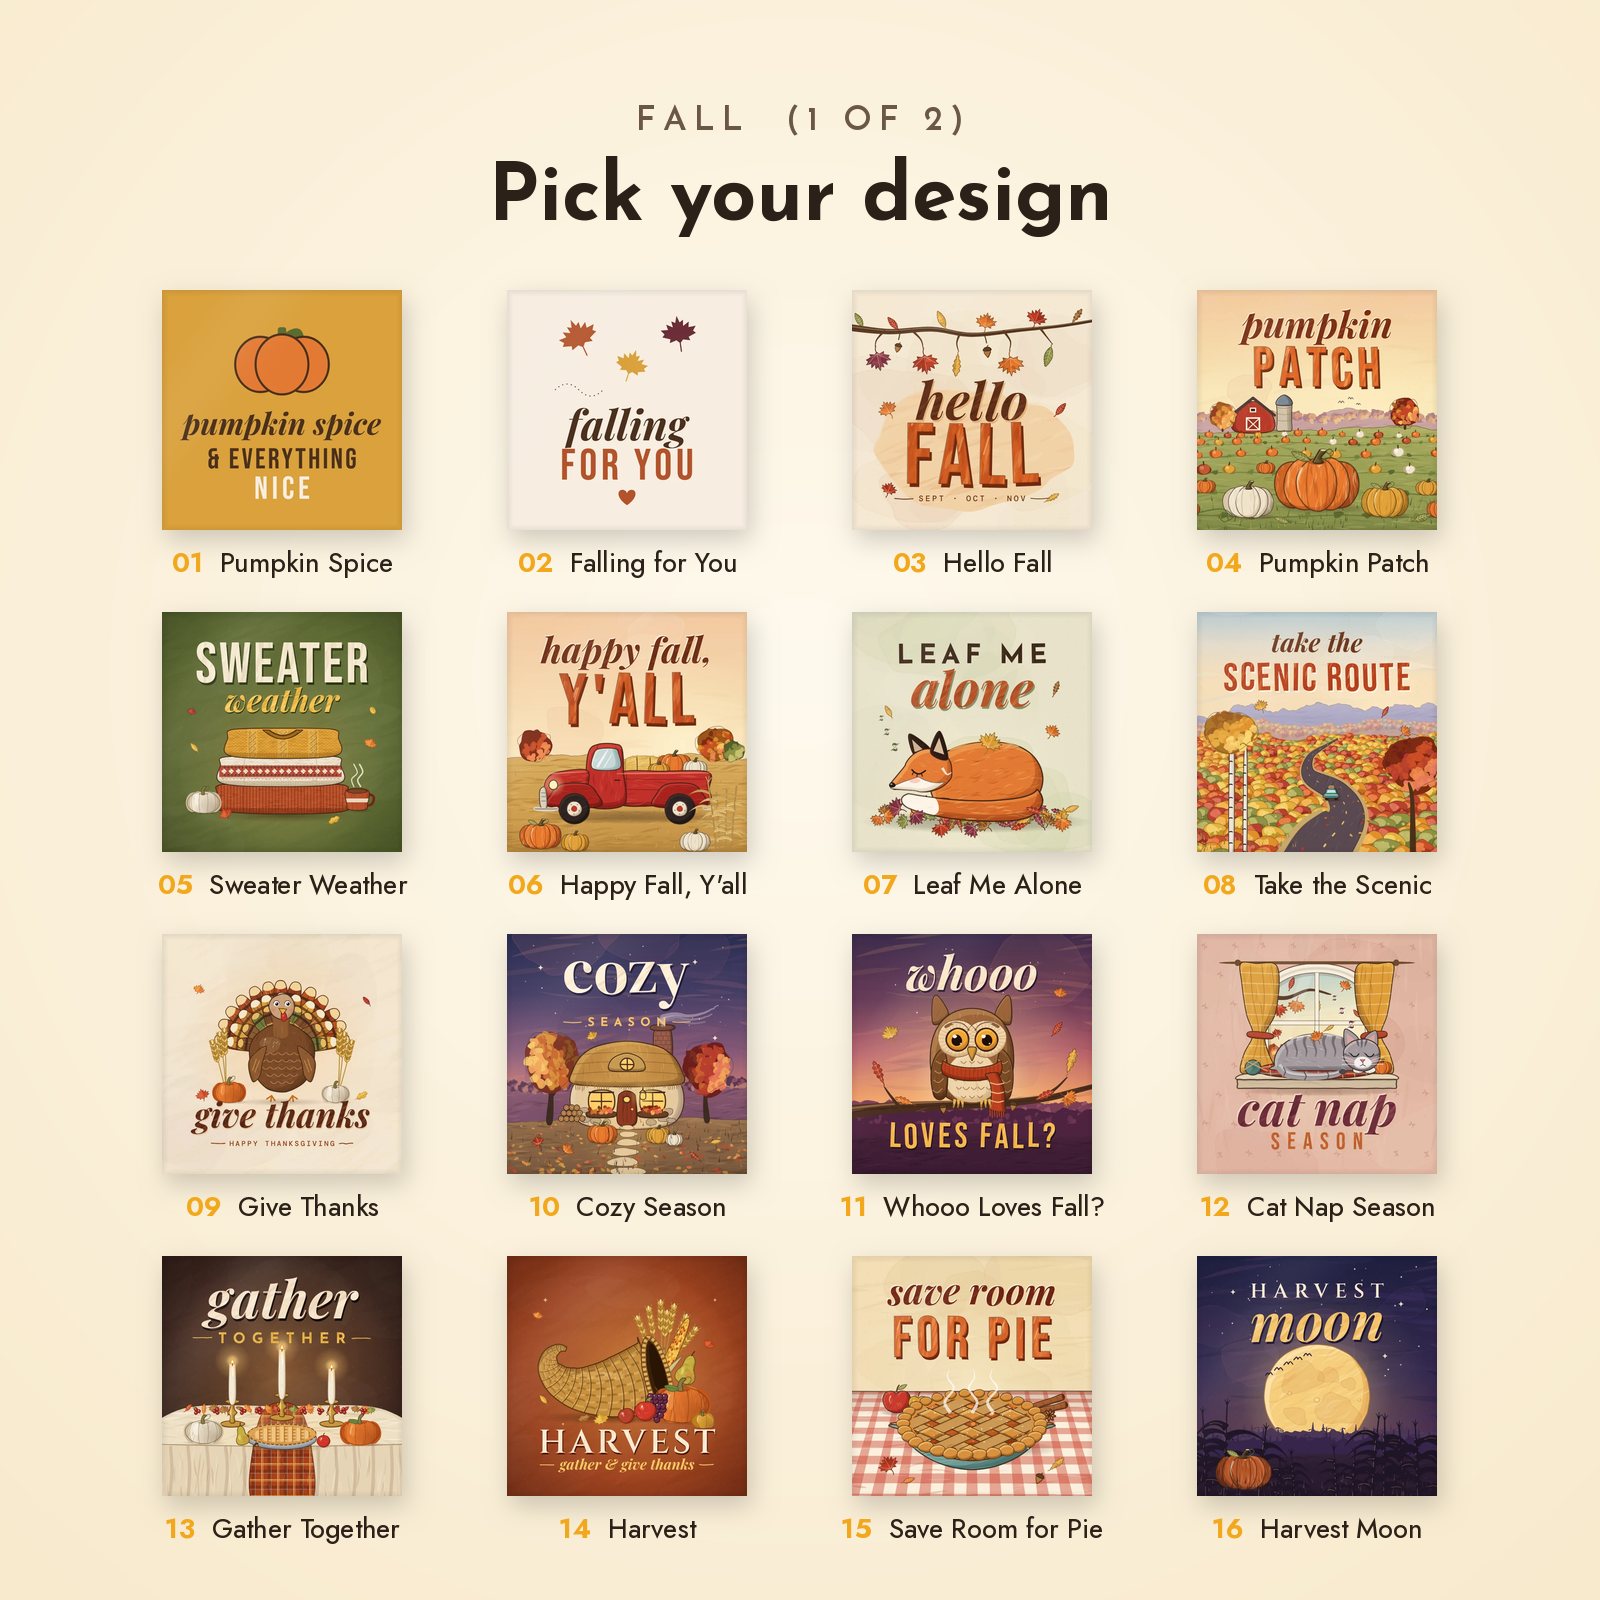 FALL (1 OF 2)
Pick your design
pumpkin spice
& EVERYTHING
NICE
01 Pumpkin Spice
falling
FOR YOU
02 Falling for You
hello
FALL
SEPT · OCT · NOV
03 Hello Fall
pumpkin
PATCH
04 Pumpkin Patch
SWEATER
weather
05 Sweater Weather
happy fall,
Y'ALL
06 Happy Fall, Y'all
LEAF ME
alone
z
z
z
07 Leaf Me Alone
take the
SCENIC ROUTE
08 Take the Scenic
give thanks
HAPPY THANKSGIVING
09 Give Thanks
cozy
SEASON
10 Cozy Season
whooo
LOVES FALL?
11 Whooo Loves Fall?
z
z
z
cat nap
SEASON
12 Cat Nap Season
gather
TOGETHER
13 Gather Together
HARVEST
gather & give thanks
14 Harvest
save room
FOR PIE
15 Save Room for Pie
HARVEST
moon
16 Harvest Moon